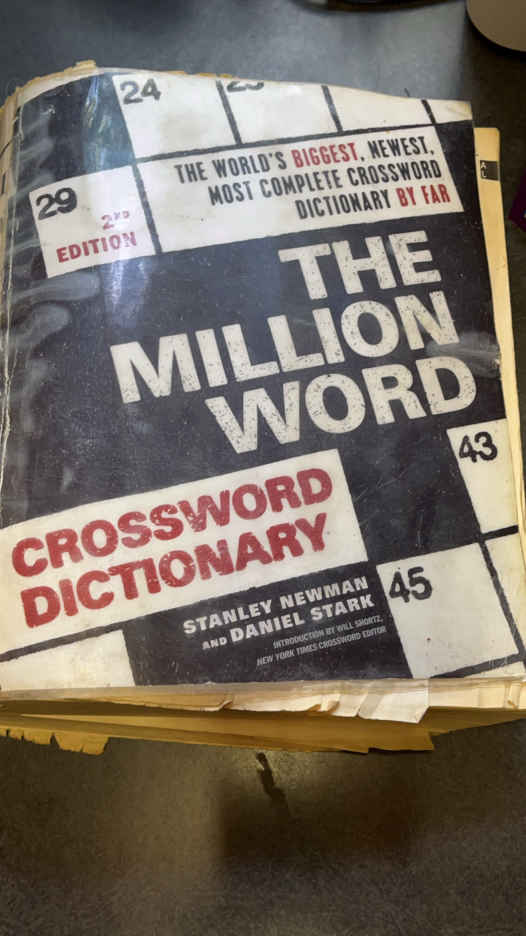 24
29
2ND
EDITION
THE WORLD'S BIGGEST, NEWEST,
MOST COMPLETE CROSSWORD
DICTIONARY BY FAR
THE
MILLION
WORD
43
CROSSWORD
DICTIONARY
45
STANLEY NEWMAN
AND DANIEL STARK
INTRODUCTION BY WILL SHORTZ,
NEW YORK TIMES CROSSWORD EDITOR